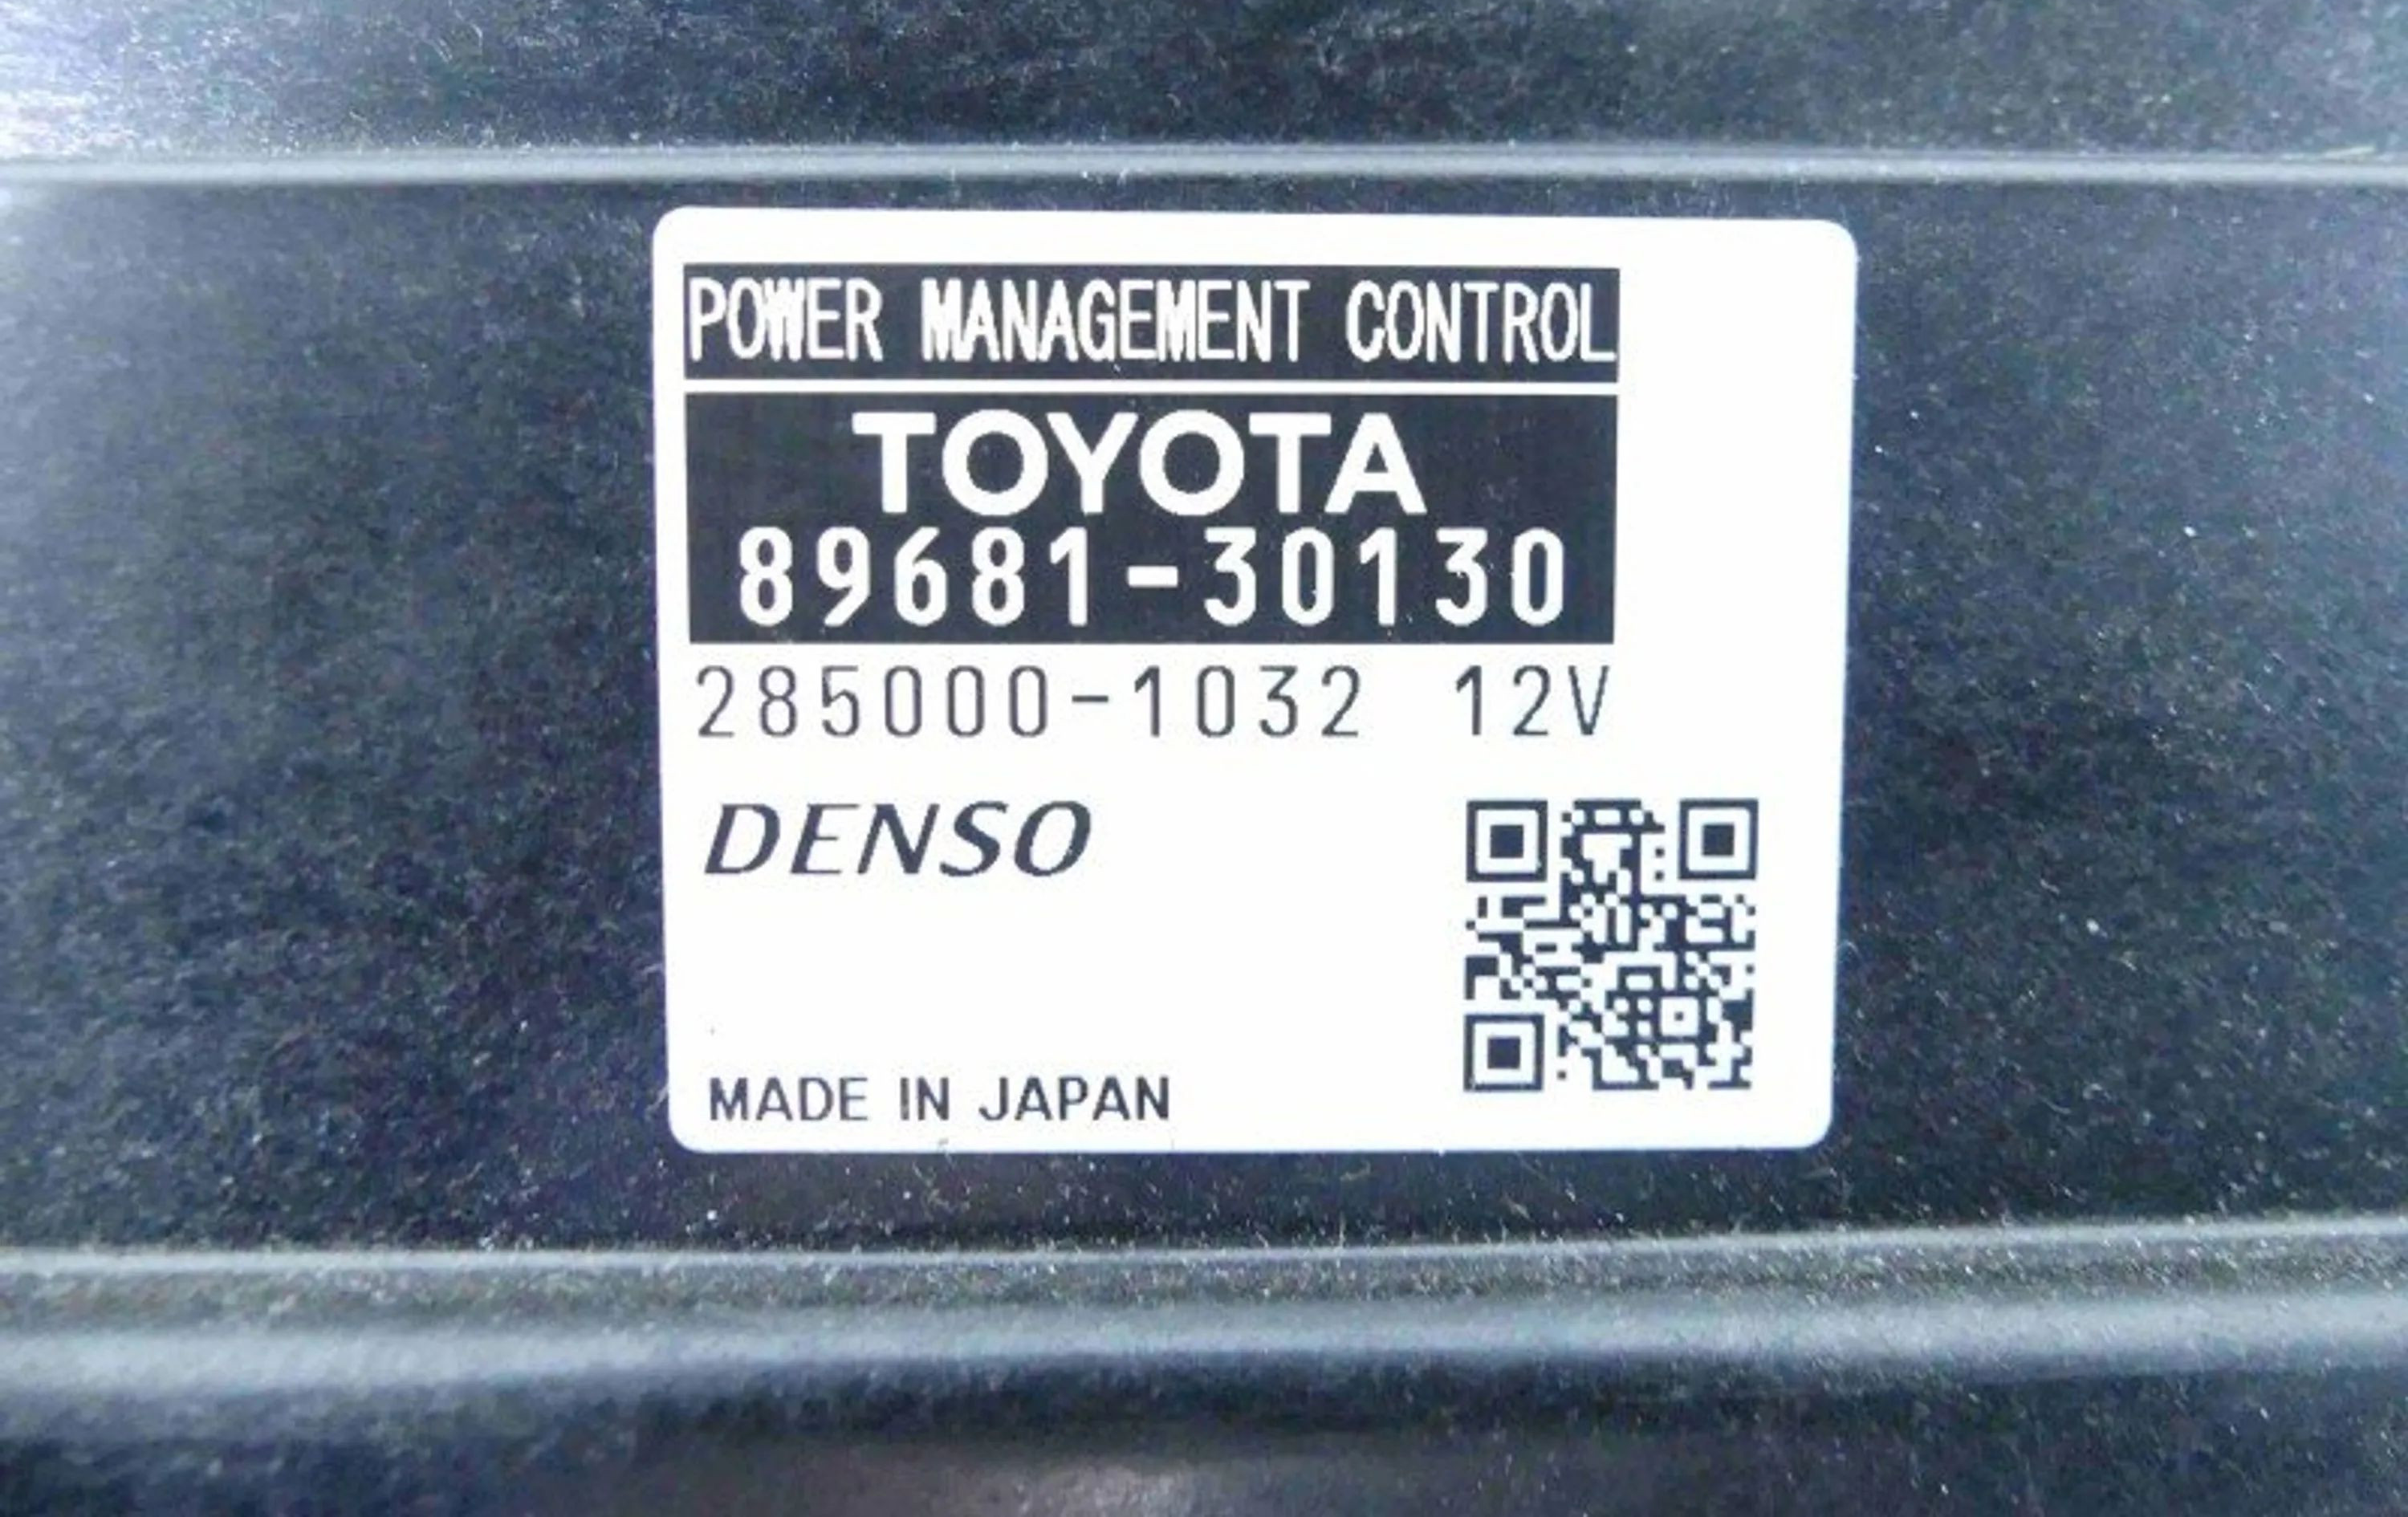 POWER MANAGEMENT CONTROL
TOYOTA
89681-30130
285000-1032 12V
DENSO
MADE IN JAPAN